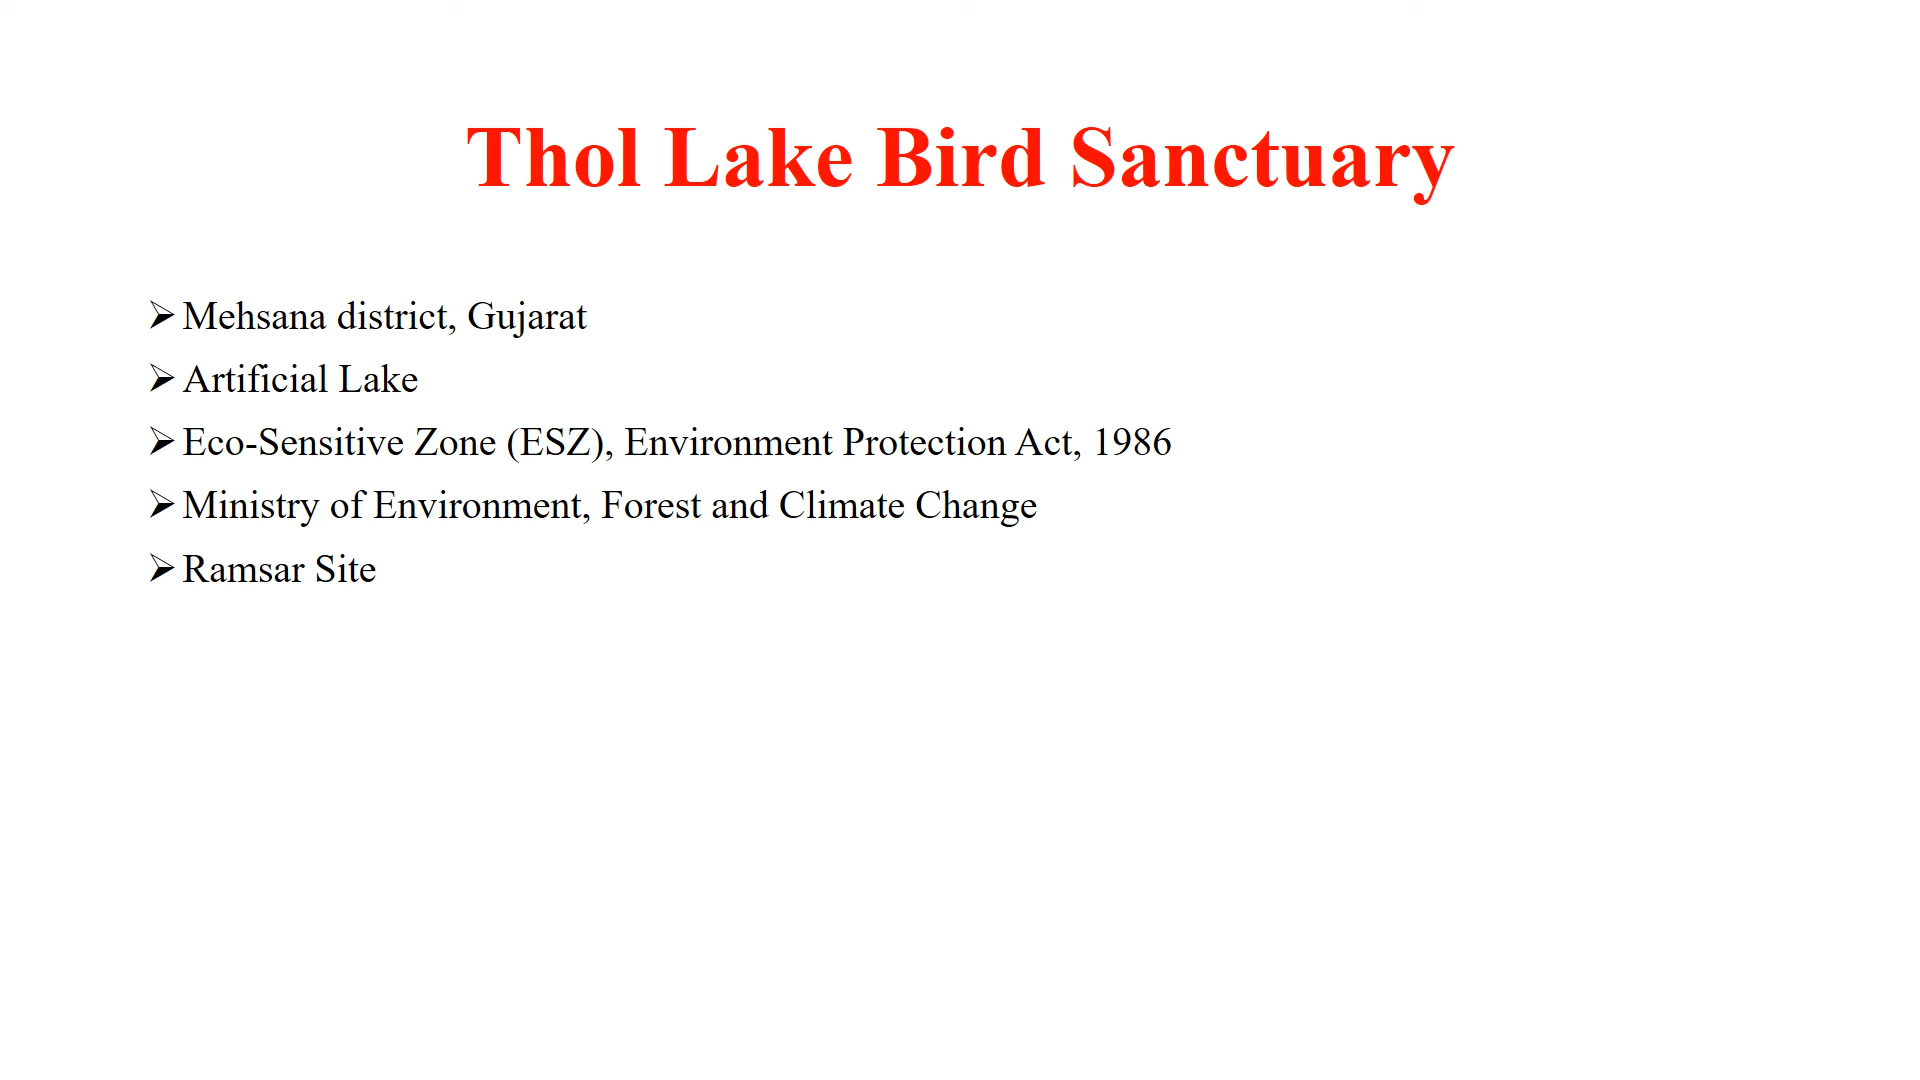 Thol Lake Bird Sanctuary
➢ Mehsana district, Gujarat
➢ Artificial Lake
➢ Eco-Sensitive Zone (ESZ), Environment Protection Act, 1986
➢ Ministry of Environment, Forest and Climate Change
➢ Ramsar Site